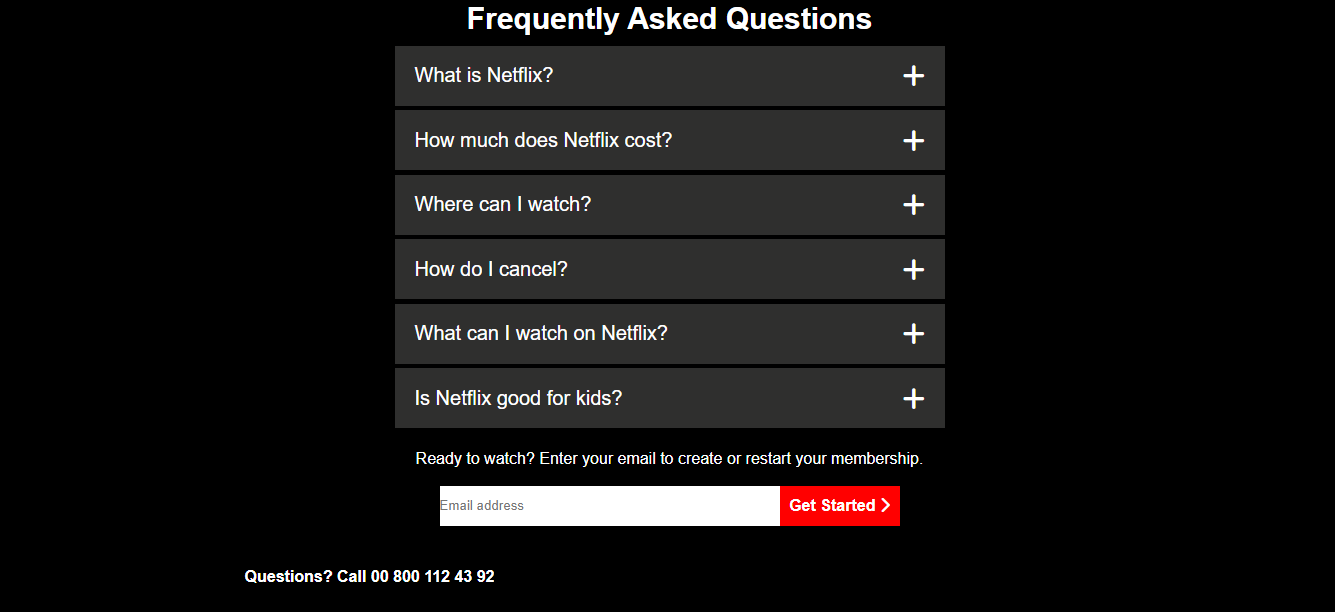 Frequently Asked Questions
What is Netflix?
How much does Netflix cost?
Where can I watch?
How do I cancel?
What can I watch on Netflix?
Is Netflix good for kids?
Ready to watch? Enter your email to create or restart your membership.
Email address
Get Started
Questions? Call 00 800 112 43 92